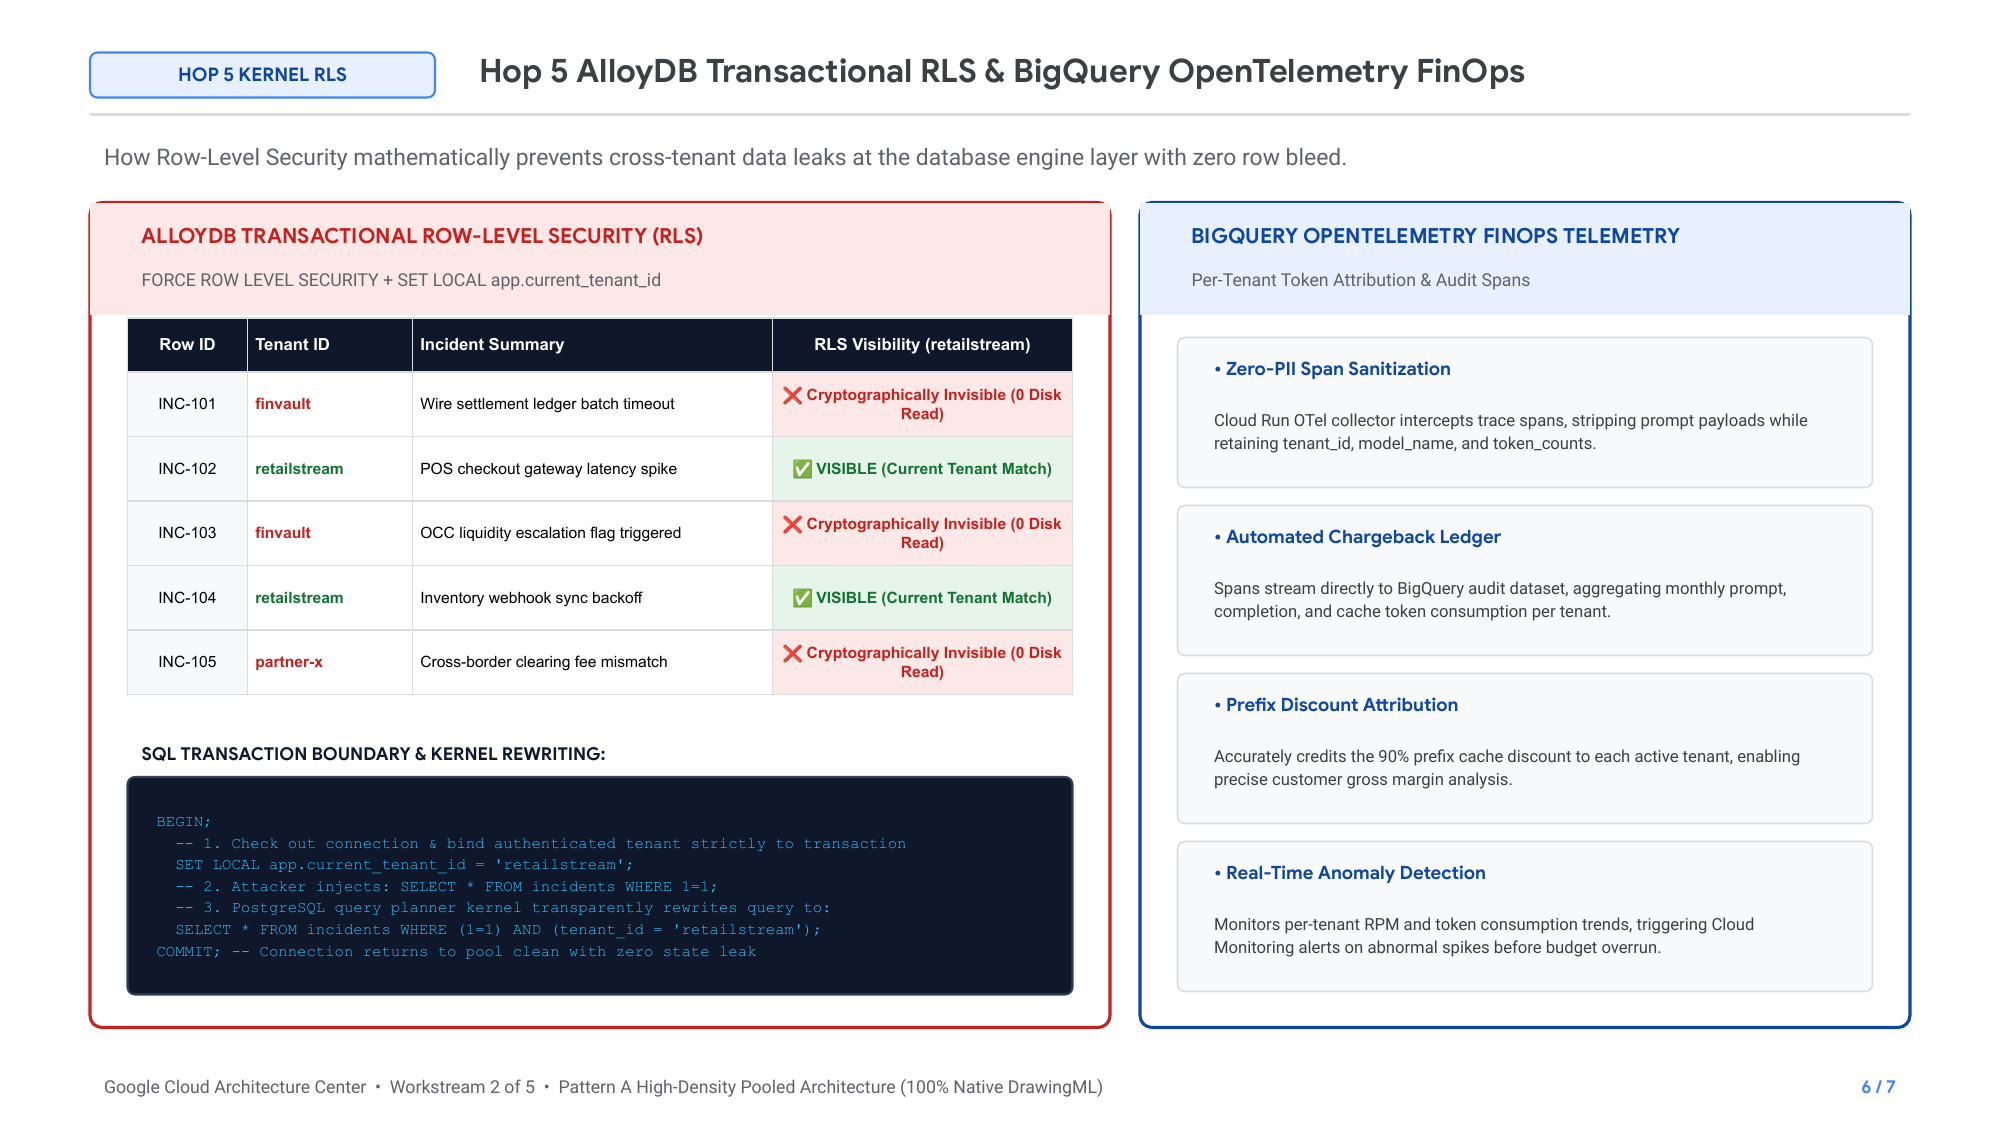 HOP 5 KERNEL RLS
Hop 5 AlloyDB Transactional RLS & BigQuery OpenTelemetry FinOps
How Row-Level Security mathematically prevents cross-tenant data leaks at the database engine layer with zero row bleed.
ALLOYDB TRANSACTIONAL ROW-LEVEL SECURITY (RLS)
FORCE ROW LEVEL SECURITY + SET LOCAL app.current_tenant_id
Row ID Tenant ID Incident Summary RLS Visibility (retailstream)
INC-101 finvault Wire settlement ledger batch timeout ❌ Cryptographically Invisible (0 Disk
Read)
INC-102 retailstream POS checkout gateway latency spike ✅ VISIBLE (Current Tenant Match)
INC-103 finvault OCC liquidity escalation flag triggered ❌ Cryptographically Invisible (0 Disk
Read)
INC-104 retailstream Inventory webhook sync backoff ✅ VISIBLE (Current Tenant Match)
INC-105 partner-x Cross-border clearing fee mismatch ❌ Cryptographically Invisible (0 Disk
Read)
SQL TRANSACTION BOUNDARY & KERNEL REWRITING:
BEGIN;
-- 1. Check out connection & bind authenticated tenant strictly to transaction
SET LOCAL app.current_tenant_id = 'retailstream';
-- 2. Attacker injects: SELECT * FROM incidents WHERE 1=1;
-- 3. PostgreSQL query planner kernel transparently rewrites query to:
SELECT * FROM incidents WHERE (1=1) AND (tenant_id = 'retailstream');
COMMIT; -- Connection returns to pool clean with zero state leak
BIGQUERY OPENTELEMETRY FINOPS TELEMETRY
Per-Tenant Token Attribution & Audit Spans
• Zero-PII Span Sanitization
Cloud Run OTel collector intercepts trace spans, stripping prompt payloads while
retaining tenant_id, model_name, and token_counts.
• Automated Chargeback Ledger
Spans stream directly to BigQuery audit dataset, aggregating monthly prompt,
completion, and cache token consumption per tenant.
• Prefix Discount Attribution
Accurately credits the 90% prefix cache discount to each active tenant, enabling
precise customer gross margin analysis.
• Real-Time Anomaly Detection
Monitors per-tenant RPM and token consumption trends, triggering Cloud
Monitoring alerts on abnormal spikes before budget overrun.
Google Cloud Architecture Center • Workstream 2 of 5 • Pattern A High-Density Pooled Architecture (100% Native DrawingML)
6 / 7